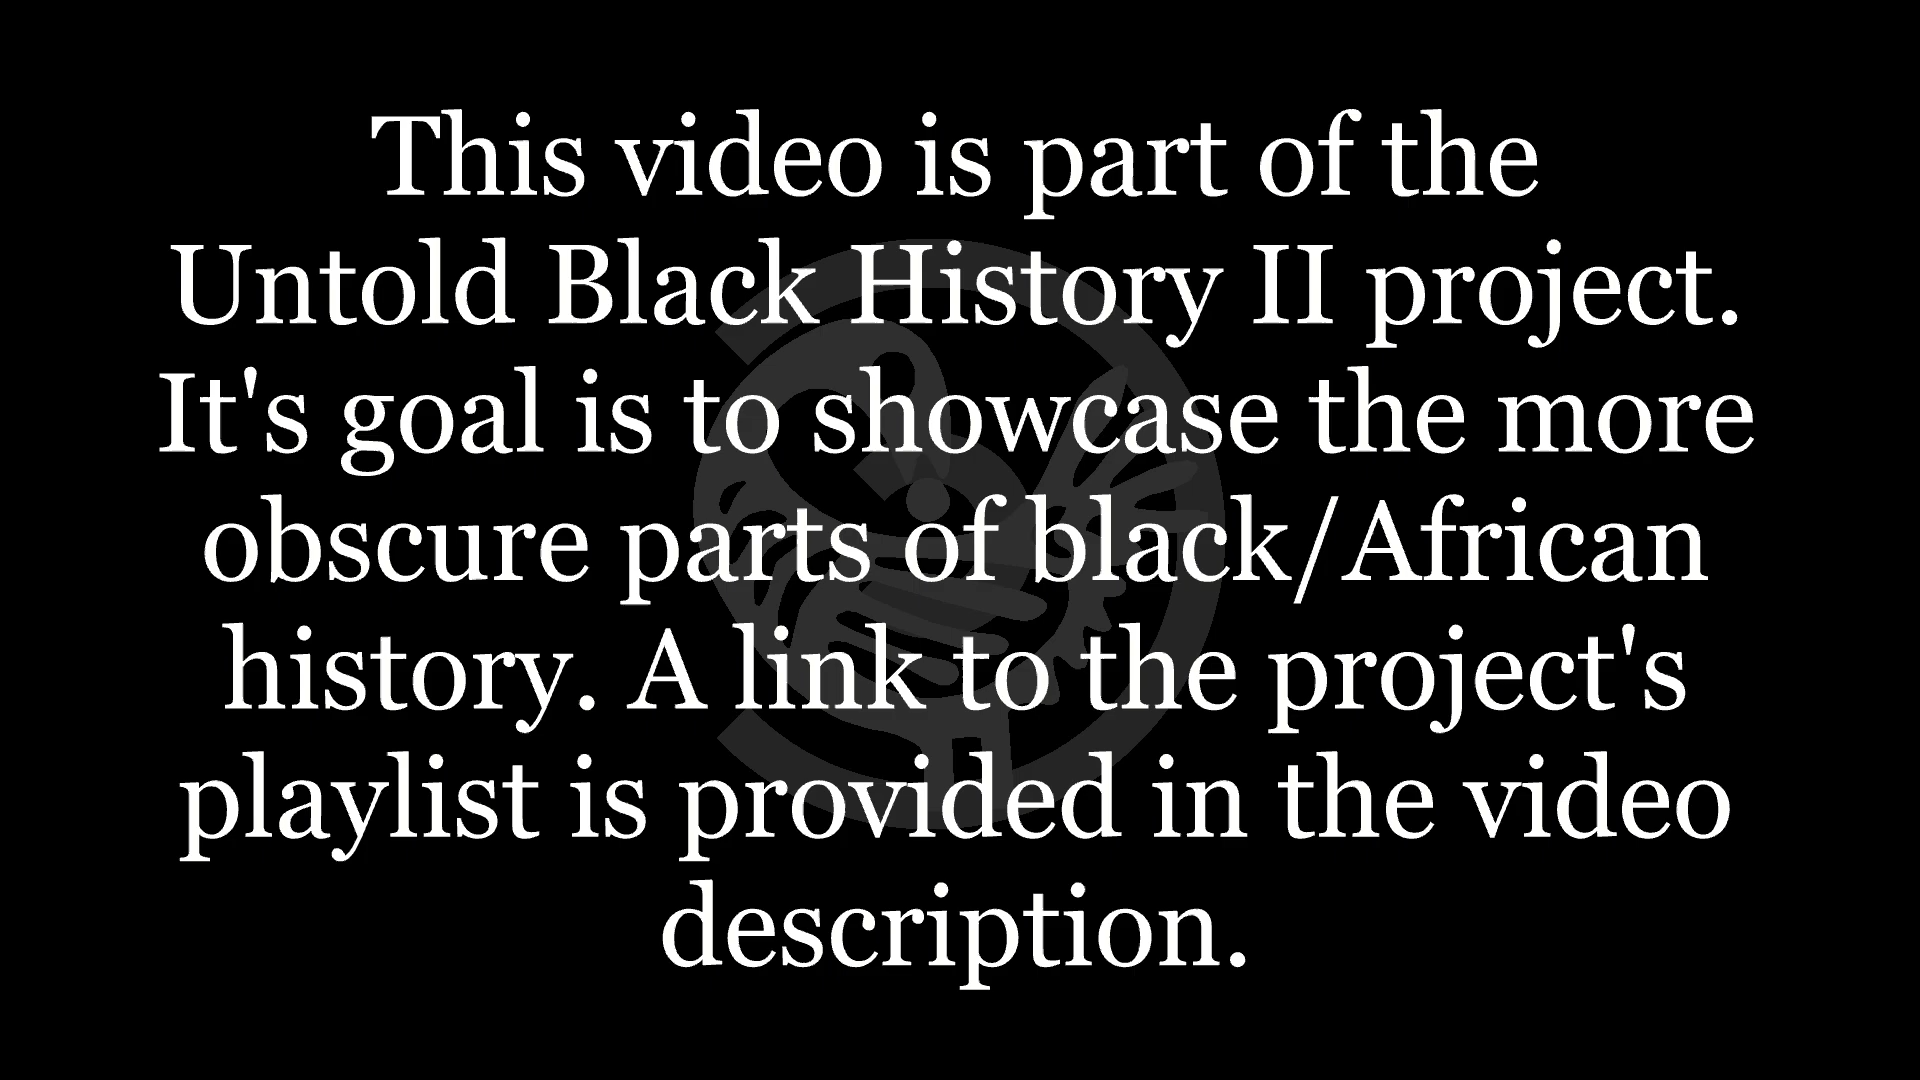 This video is part of the
Untold Black History II project.
It's goal is to showcase the more
obscure parts of black/African
history. A link to the project's
playlist is provided in the video
description.